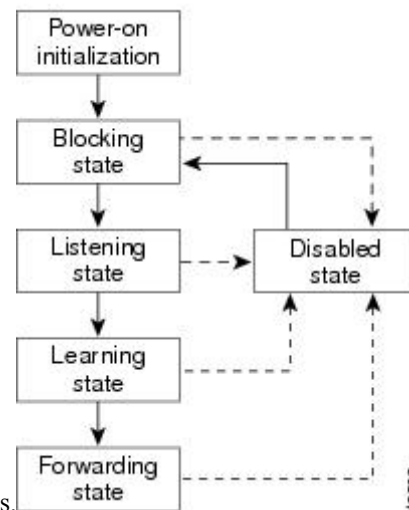 Power-on
initialization
Blocking
state
Listening
state
Disabled
state
Learning
state
Forwarding
state
s.